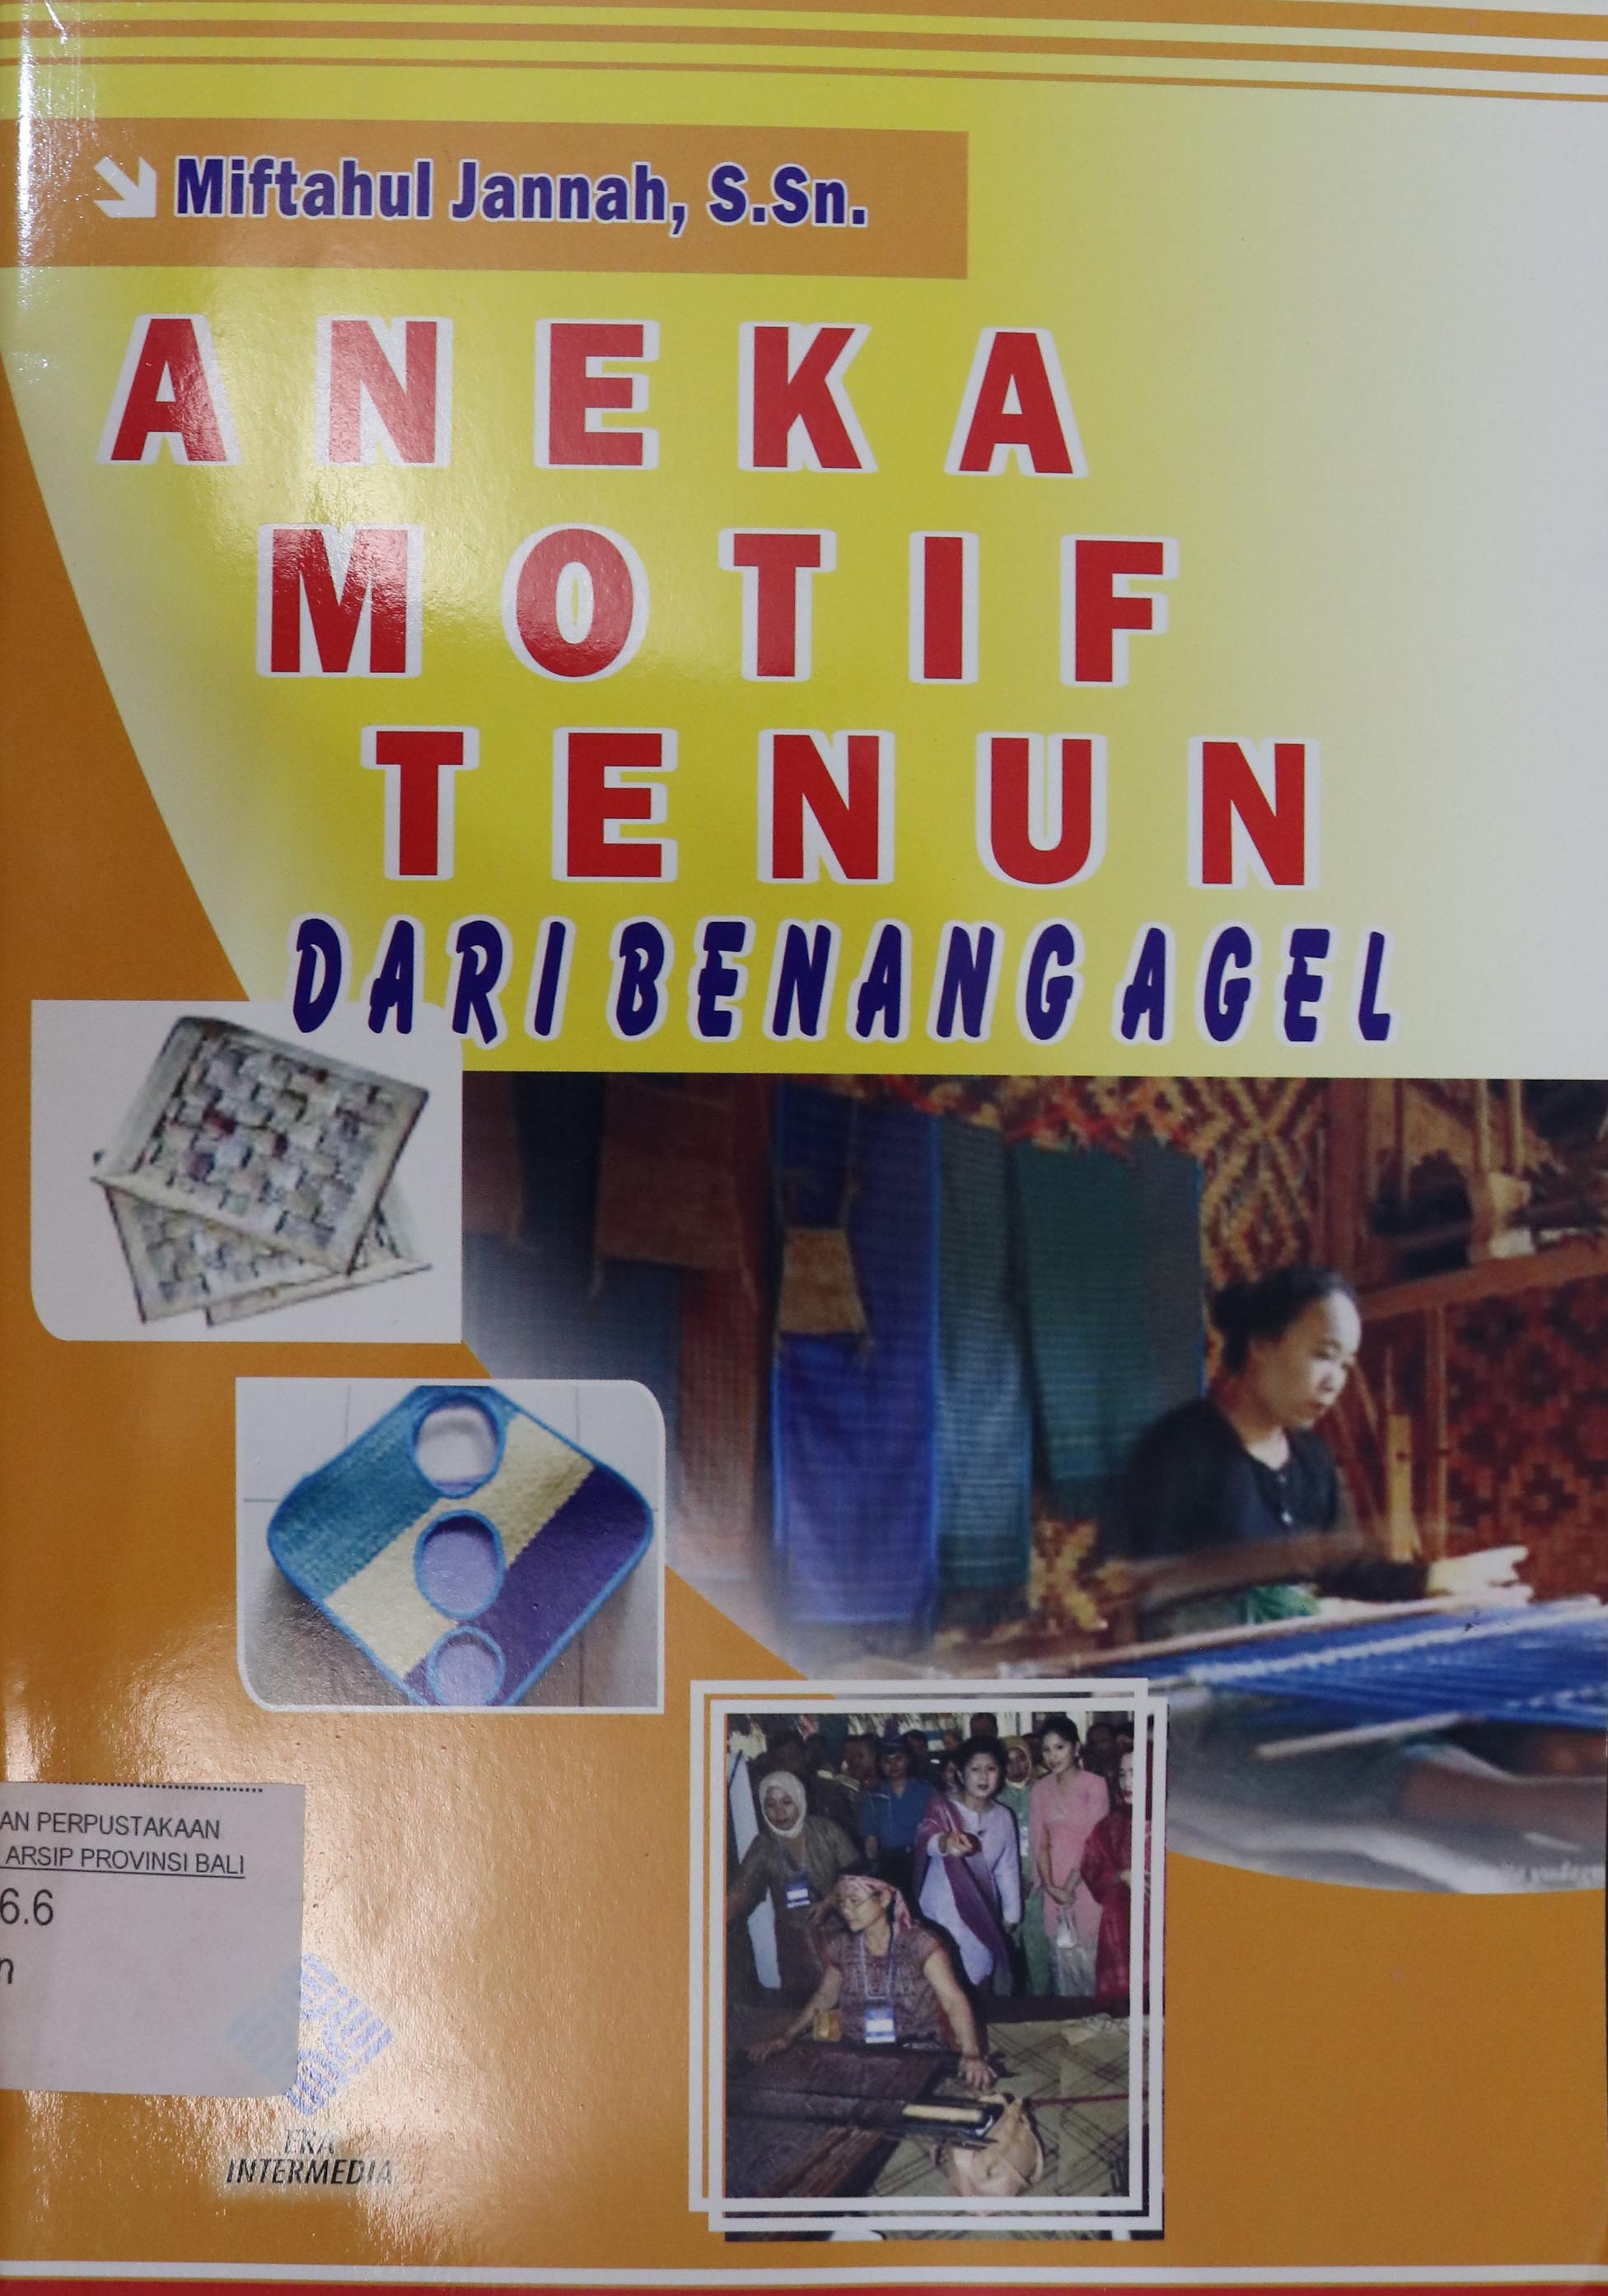 Miftahul Jannah, S.Sn.
ANEKA
MOTIF
TENUN
DARI BENANG AGEL
AN PERPUSTAKAAN
ARSIP PROVINSI BALI
6.6
n
ERA
INTERMEDIA